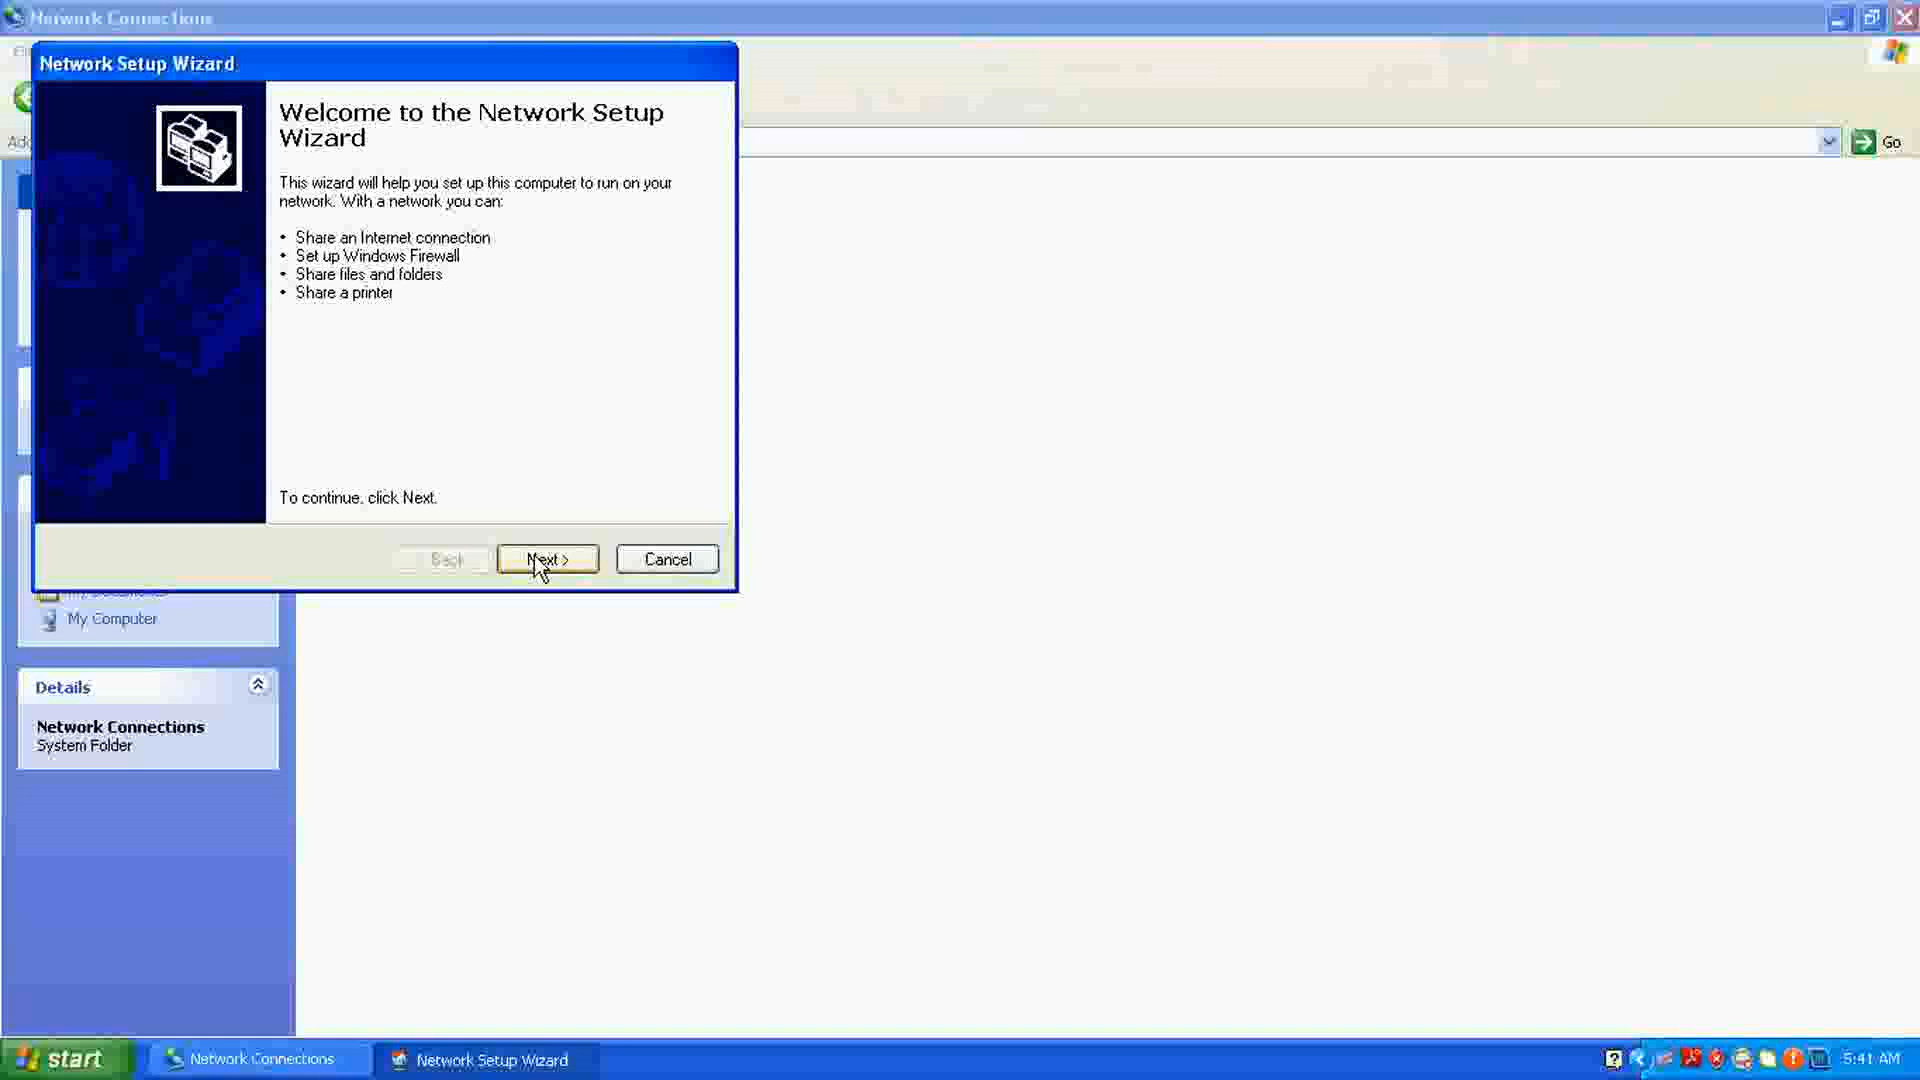 Network Connections
Network Setup Wizard
Welcome to the Network Setup
Wizard
This wizard will help you set up this computer to run on your
network. With a network you can:
• Share an Internet connection
• Set up Windows Firewall
• Share files and folders
• Share a printer
To continue, click Next.
Back
Next >
Cancel
Go
My Documents
My Computer
Details
Network Connections
System Folder
start
Network Connections
Network Setup Wizard
5:41 AM